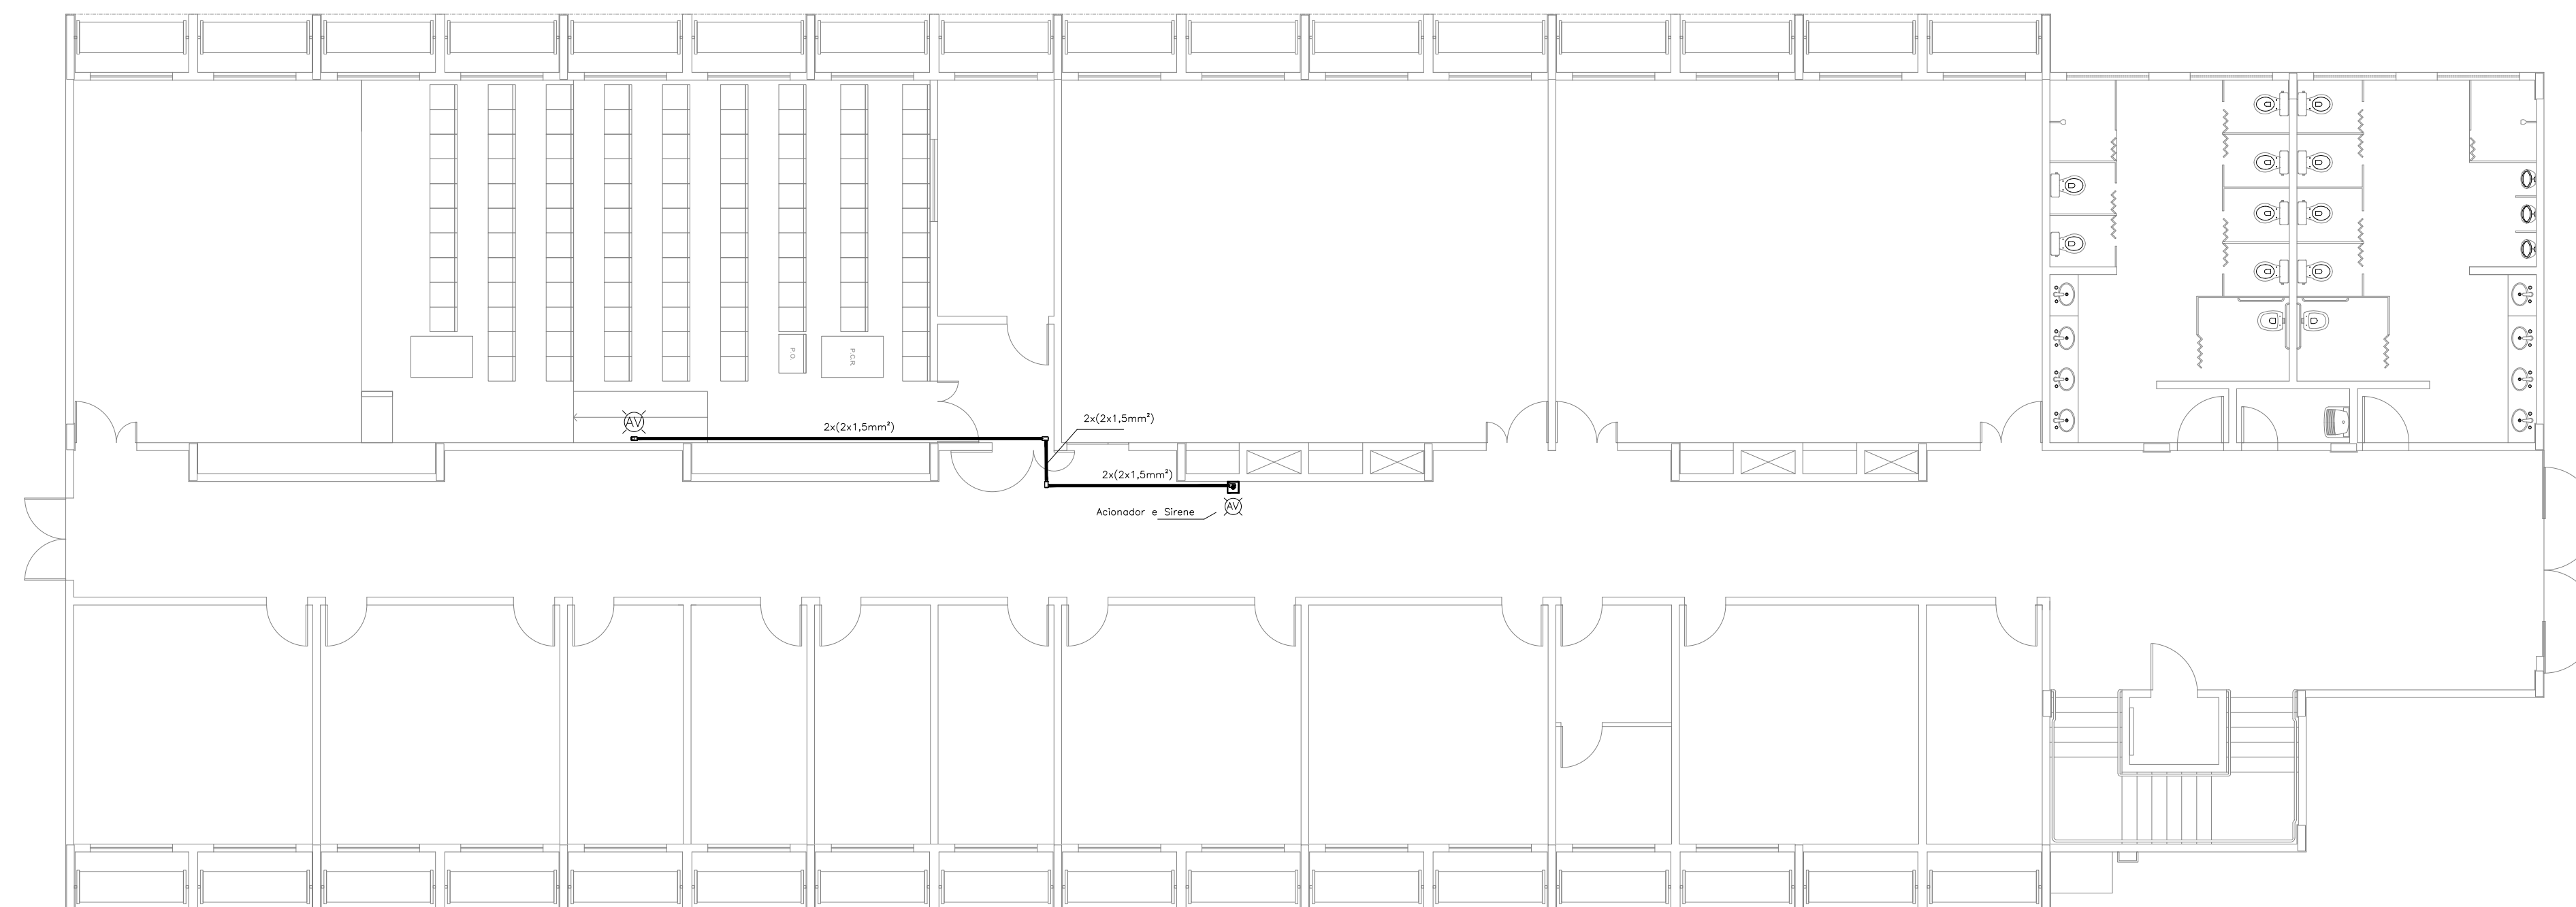 P.O.
P.C.R.
AV
2x(2x1,5mm²)
2x(2x1,5mm²)
2x(2x1,5mm²)
AV
Acionador e Sirene